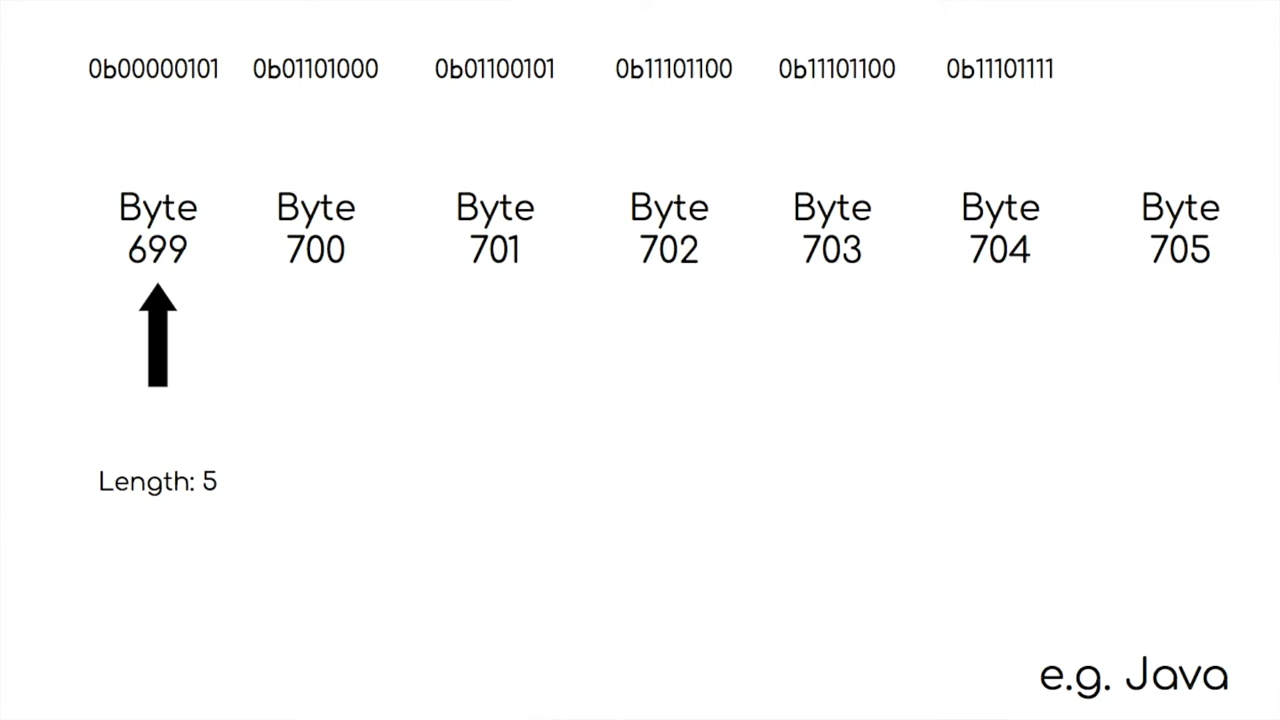 0b00000101 0b01101000 0b01100101 0b11101100 0b11101100 0b11101111
Byte Byte Byte Byte Byte Byte Byte
699 700 701 702 703 704 705
Length: 5
e.g. Java